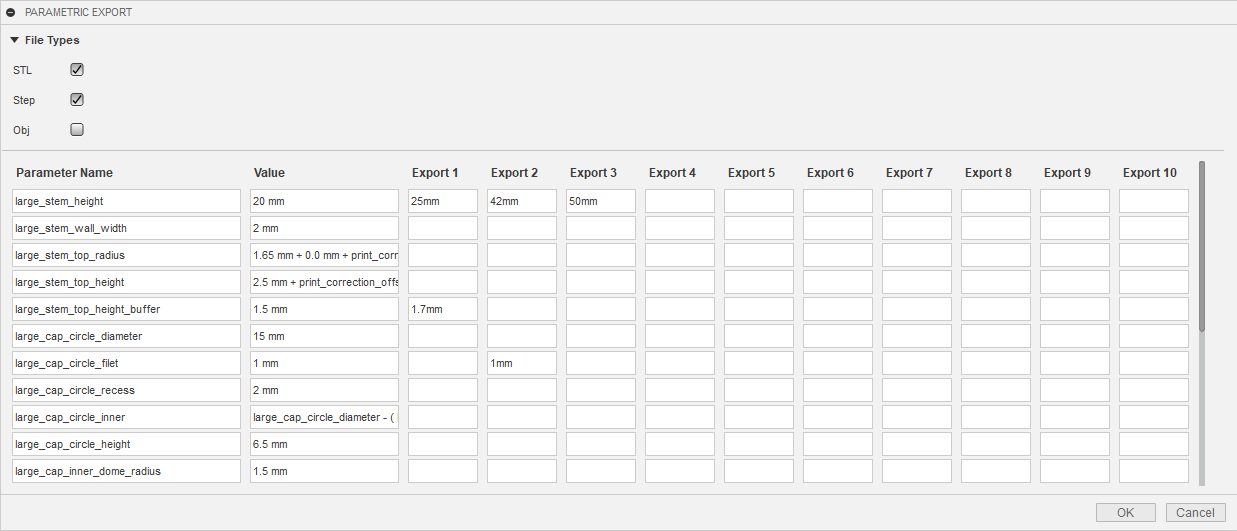 PARAMETRIC EXPORT
File Types
STL
Step
Obj
Parameter Name Value Export 1 Export 2 Export 3 Export 4 Export 5 Export 6 Export 7 Export 8 Export 9 Export 10
large_stem_height 20 mm 25mm 42mm 50mm
large_stem_wall_width 2 mm
large_stem_top_radius 1.65 mm + 0.0 mm + print_corr
large_stem_top_height 2.5 mm + print_correction_offs
large_stem_top_height_buffer 1.5 mm 1.7mm
large_cap_circle_diameter 15 mm
large_cap_circle_filet 1 mm 1mm
large_cap_circle_recess 2 mm
large_cap_circle_inner large_cap_circle_diameter - (
large_cap_circle_height 6.5 mm
large_cap_inner_dome_radius 1.5 mm
OK Cancel